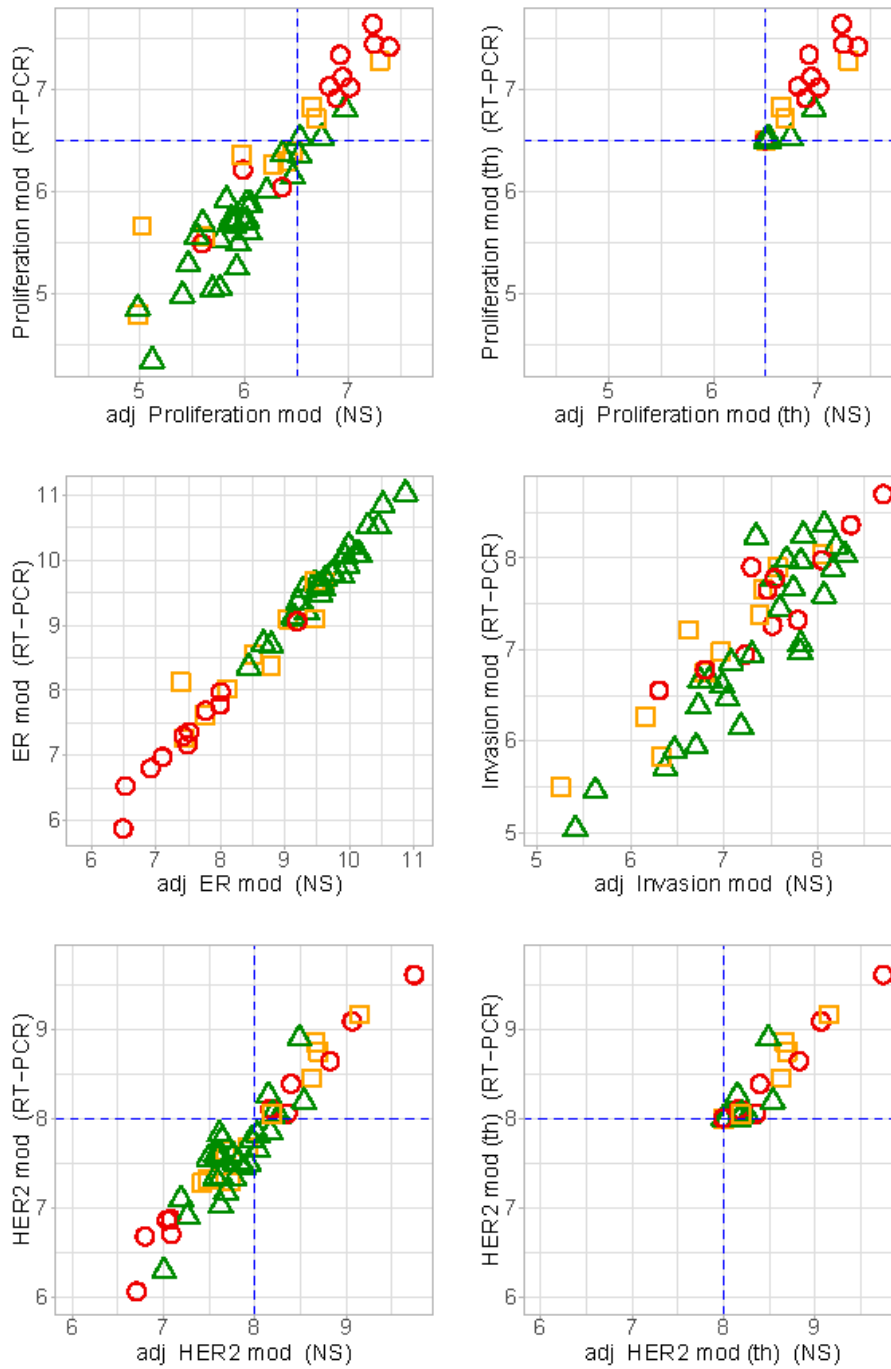 Proliferation mod (RT−PCR)
7
6
5
5 6 7
adj Proliferation mod (NS)
Proliferation mod (th) (RT−PCR)
7
6
5
5 6 7
adj Proliferation mod (th) (NS)
ER mod (RT−PCR)
11
10
9
8
7
6
6 7 8 9 10 11
adj ER mod (NS)
Invasion mod (RT−PCR)
8
7
6
5
5 6 7 8
adj Invasion mod (NS)
HER2 mod (RT−PCR)
9
8
7
6
6 7 8 9
adj HER2 mod (NS)
HER2 mod (th) (RT−PCR)
9
8
7
6
6 7 8 9
adj HER2 mod (th) (NS)